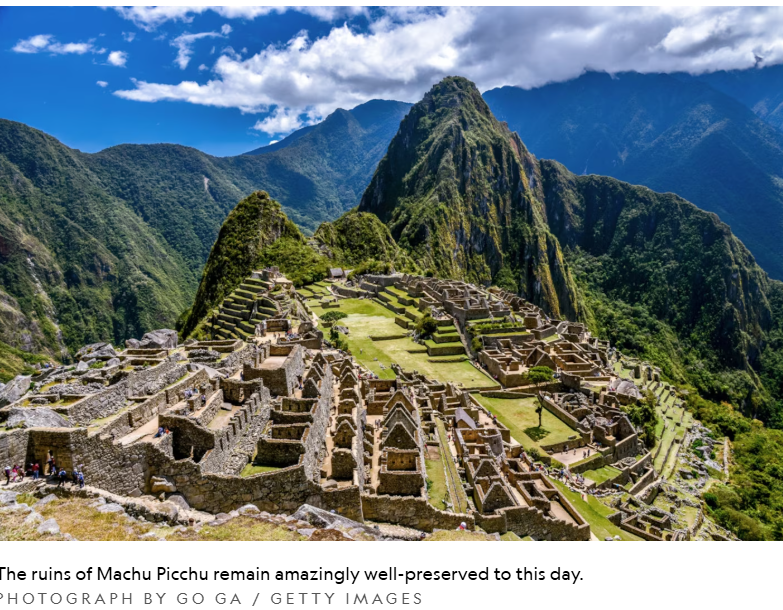 The ruins of Machu Picchu remain amazingly well-preserved to this day.
PHOTOGRAPH BY GO GA / GETTY IMAGES